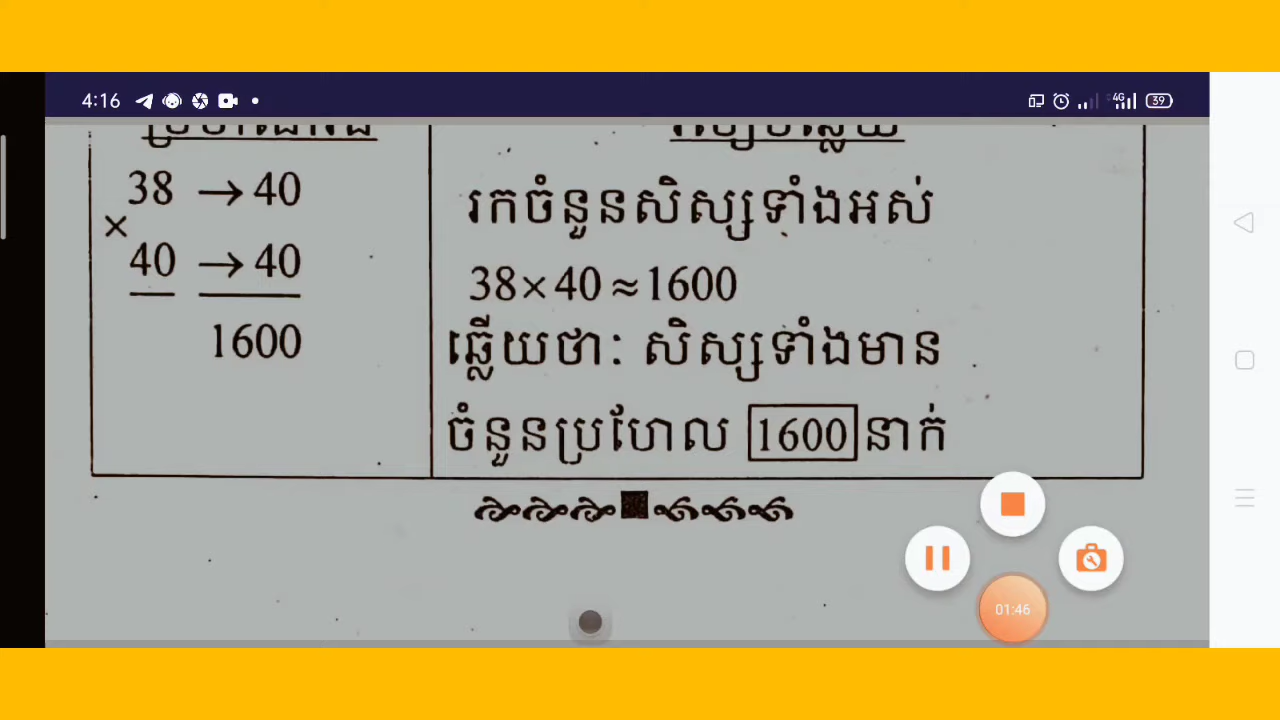 4:16 4G 39
38 → 40
×
40 → 40
1600
រកចំនួនសិស្សទាំងអស់
38×40≈1600
ឆ្លើយថា: សិស្សទាំងមាន
ចំនួនប្រហែល 1600 នាក់
01:46